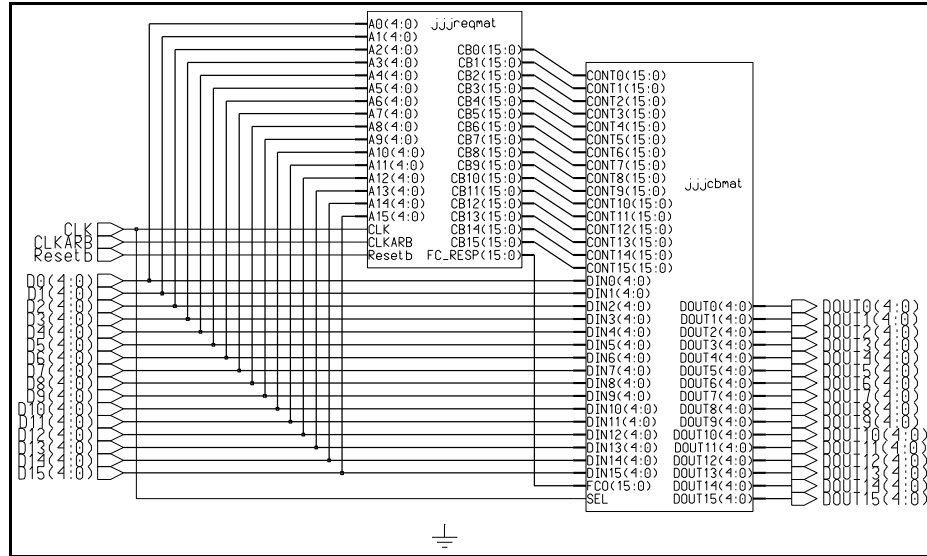 jjjreqmat
A0(4:0)
A1(4:0)
A2(4:0)
A3(4:0)
A4(4:0)
A5(4:0)
A6(4:0)
A7(4:0)
A8(4:0)
A9(4:0)
A10(4:0)
A11(4:0)
A12(4:0)
A13(4:0)
A14(4:0)
A15(4:0)
CLK
CLKARB
Resetb
CB0(15:0)
CB1(15:0)
CB2(15:0)
CB3(15:0)
CB4(15:0)
CB5(15:0)
CB6(15:0)
CB7(15:0)
CB8(15:0)
CB9(15:0)
CB10(15:0)
CB11(15:0)
CB12(15:0)
CB13(15:0)
CB14(15:0)
CB15(15:0)
FC_RESP(15:0)
jjjcbmat
CONT0(15:0)
CONT1(15:0)
CONT2(15:0)
CONT3(15:0)
CONT4(15:0)
CONT5(15:0)
CONT6(15:0)
CONT7(15:0)
CONT8(15:0)
CONT9(15:0)
CONT10(15:0)
CONT11(15:0)
CONT12(15:0)
CONT13(15:0)
CONT14(15:0)
CONT15(15:0)
DIN0(4:0)
DIN1(4:0)
DIN2(4:0)
DIN3(4:0)
DIN4(4:0)
DIN5(4:0)
DIN6(4:0)
DIN7(4:0)
DIN8(4:0)
DIN9(4:0)
DIN10(4:0)
DIN11(4:0)
DIN12(4:0)
DIN13(4:0)
DIN14(4:0)
DIN15(4:0)
FCO(15:0)
SEL
DOUT0(4:0)
DOUT1(4:0)
DOUT2(4:0)
DOUT3(4:0)
DOUT4(4:0)
DOUT5(4:0)
DOUT6(4:0)
DOUT7(4:0)
DOUT8(4:0)
DOUT9(4:0)
DOUT10(4:0)
DOUT11(4:0)
DOUT12(4:0)
DOUT13(4:0)
DOUT14(4:0)
DOUT15(4:0)
CLK
CLKARB
Resetb
D0(4:0)
D1(4:0)
D2(4:0)
D3(4:0)
D4(4:0)
D5(4:0)
D6(4:0)
D7(4:0)
D8(4:0)
D9(4:0)
D10(4:0)
D11(4:0)
D12(4:0)
D13(4:0)
D14(4:0)
D15(4:0)
DOUT0(4:0)
DOUT1(4:0)
DOUT2(4:0)
DOUT3(4:0)
DOUT4(4:0)
DOUT5(4:0)
DOUT6(4:0)
DOUT7(4:0)
DOUT8(4:0)
DOUT9(4:0)
DOUT10(4:0)
DOUT11(4:0)
DOUT12(4:0)
DOUT13(4:0)
DOUT14(4:0)
DOUT15(4:0)